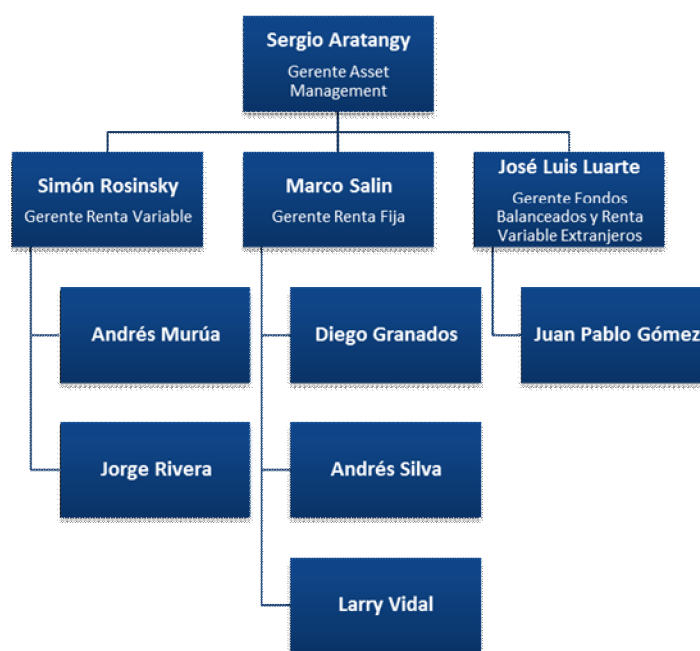 Sergio Aratangy
Gerente Asset
Management
Simón Rosinsky
Gerente Renta Variable
Marco Salin
Gerente Renta Fija
José Luis Luarte
Gerente Fondos
Balanceados y Renta
Variable Extranjeros
Andrés Murúa
Diego Granados
Juan Pablo Gómez
Jorge Rivera
Andrés Silva
Larry Vidal